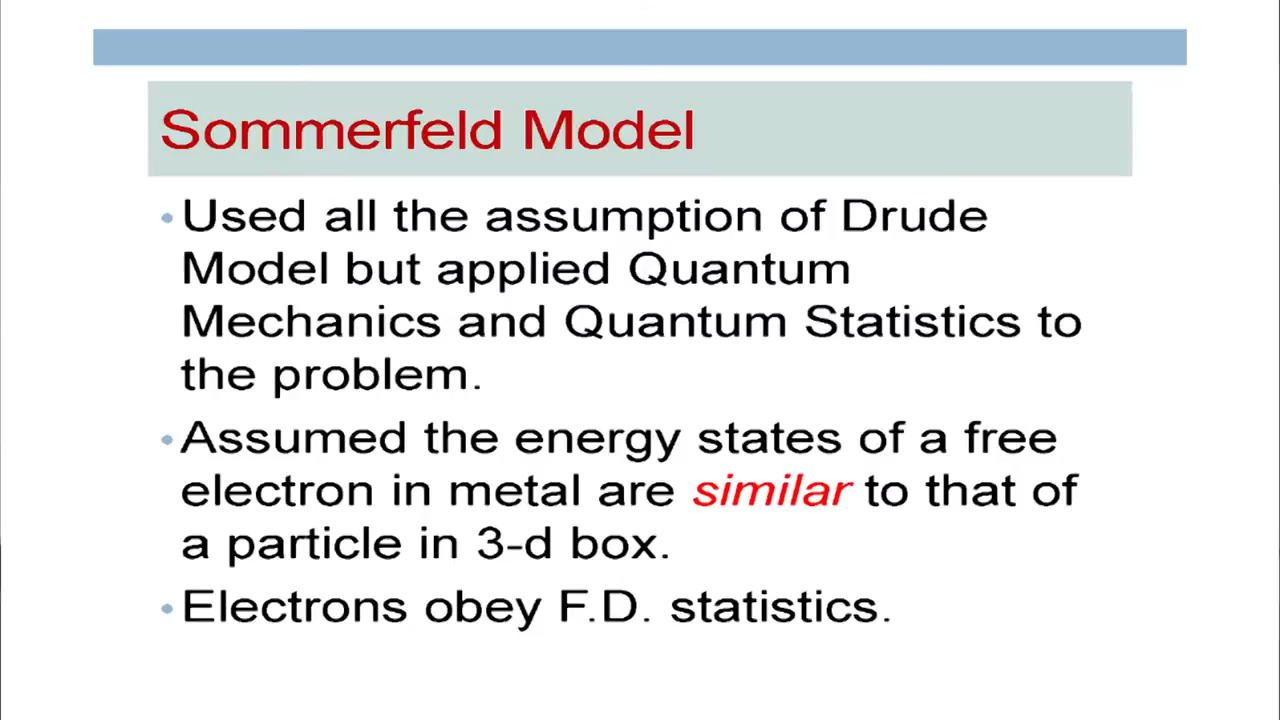 Sommerfeld Model
• Used all the assumption of Drude
Model but applied Quantum
Mechanics and Quantum Statistics to
the problem.
• Assumed the energy states of a free
electron in metal are similar to that of
a particle in 3-d box.
• Electrons obey F.D. statistics.